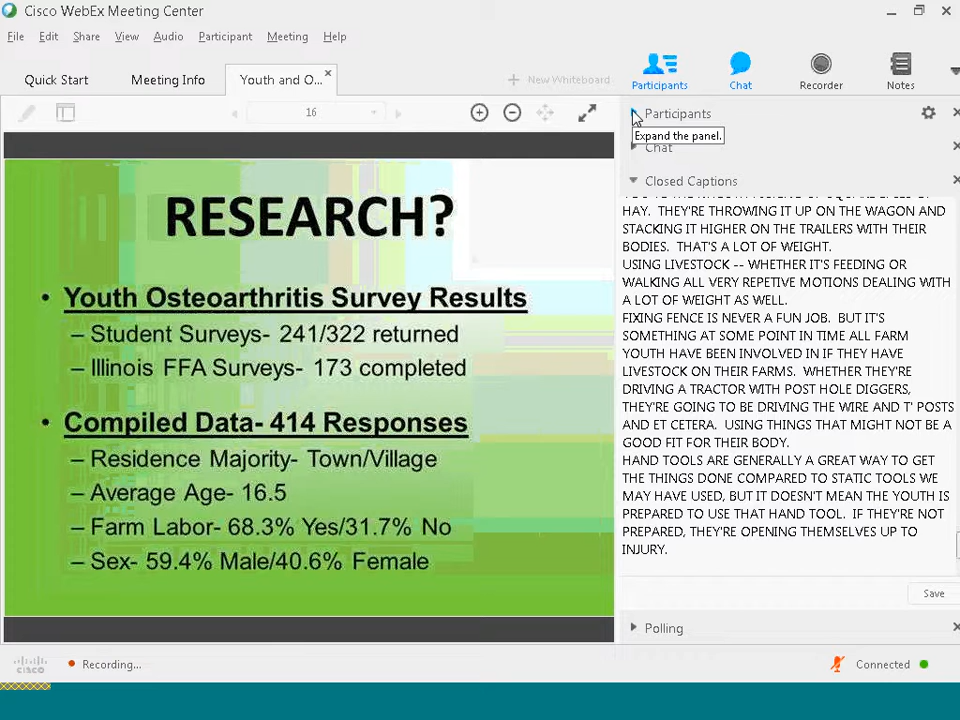 Cisco WebEx Meeting Center
File Edit Share View Audio Participant Meeting Help
Quick Start Meeting Info Youth and O... New Whiteboard
Participants Chat Recorder Notes
16
Participants
Expand the panel.
Chat
Closed Captions
RESEARCH?
• Youth Osteoarthritis Survey Results
– Student Surveys- 241/322 returned
– Illinois FFA Surveys- 173 completed
• Compiled Data- 414 Responses
– Residence Majority- Town/Village
– Average Age- 16.5
– Farm Labor- 68.3% Yes/31.7% No
– Sex- 59.4% Male/40.6% Female
HAY. THEY'RE THROWING IT UP ON THE WAGON AND
STACKING IT HIGHER ON THE TRAILERS WITH THEIR
BODIES. THAT'S A LOT OF WEIGHT.
USING LIVESTOCK -- WHETHER IT'S FEEDING OR
WALKING ALL VERY REPETIVE MOTIONS DEALING WITH
A LOT OF WEIGHT AS WELL.
FIXING FENCE IS NEVER A FUN JOB. BUT IT'S
SOMETHING AT SOME POINT IN TIME ALL FARM
YOUTH HAVE BEEN INVOLVED IN IF THEY HAVE
LIVESTOCK ON THEIR FARMS. WHETHER THEY'RE
DRIVING A TRACTOR WITH POST HOLE DIGGERS,
THEY'RE GOING TO BE DRIVING THE WIRE AND T' POSTS
AND ET CETERA. USING THINGS THAT MIGHT NOT BE A
GOOD FIT FOR THEIR BODY.
HAND TOOLS ARE GENERALLY A GREAT WAY TO GET
THE THINGS DONE COMPARED TO STATIC TOOLS WE
MAY HAVE USED, BUT IT DOESN'T MEAN THE YOUTH IS
PREPARED TO USE THAT HAND TOOL. IF THEY'RE NOT
PREPARED, THEY'RE OPENING THEMSELVES UP TO
INJURY.
Save
Polling
cisco Recording... Connected